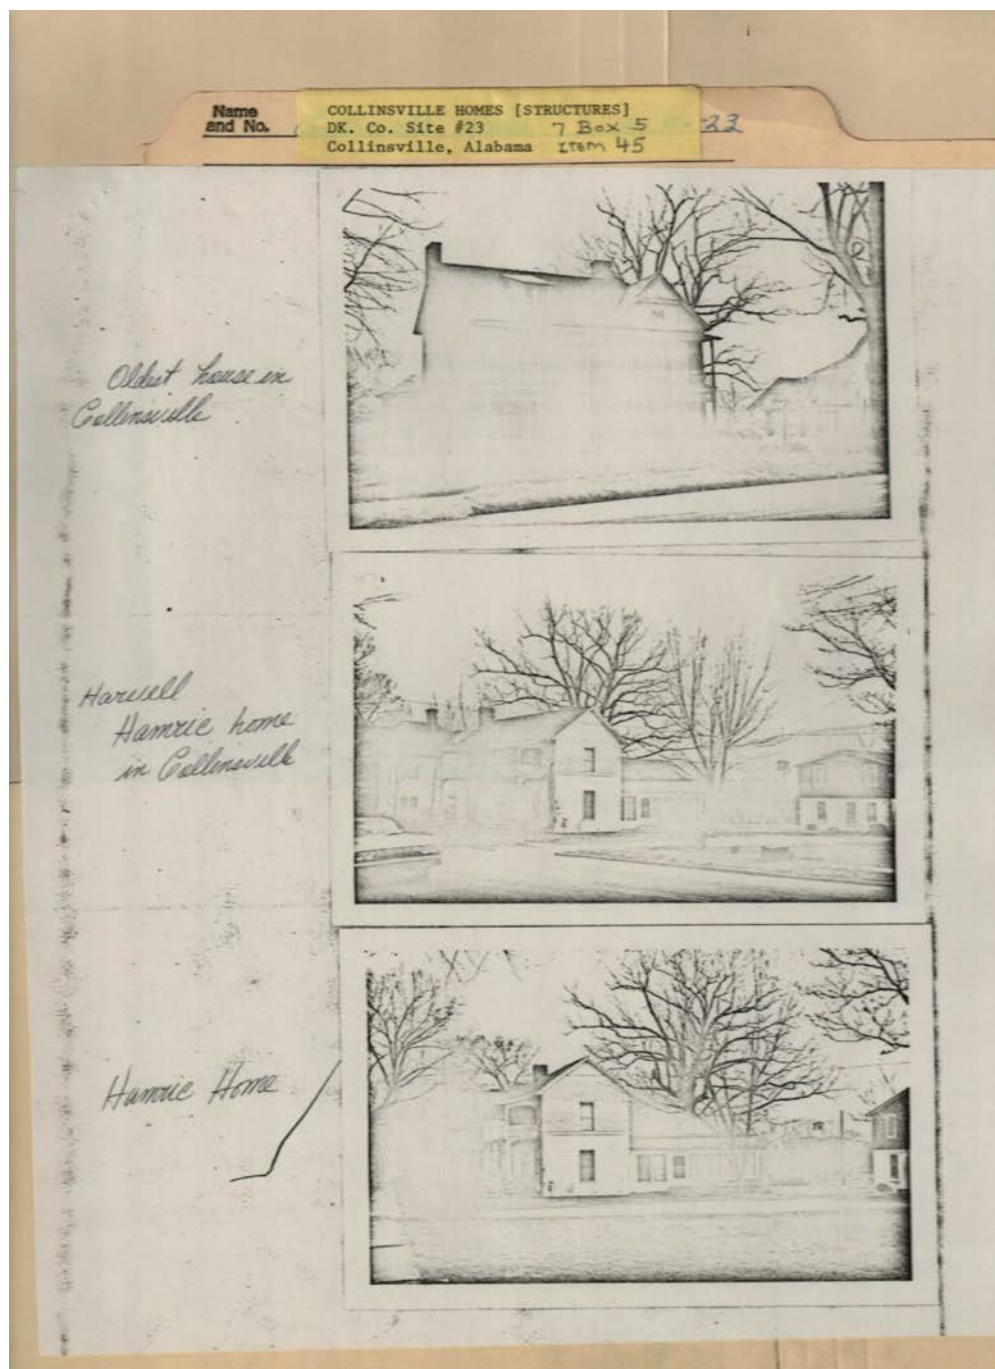 Name
and No.
COLLINSVILLE HOMES [STRUCTURES]
DK. Co. Site #23 7 Box 5 23
Collinsville, Alabama ITEM 45
Oldest house in
Collinsville
Harwell
Hamric home
in Collinsville
Hamric Home